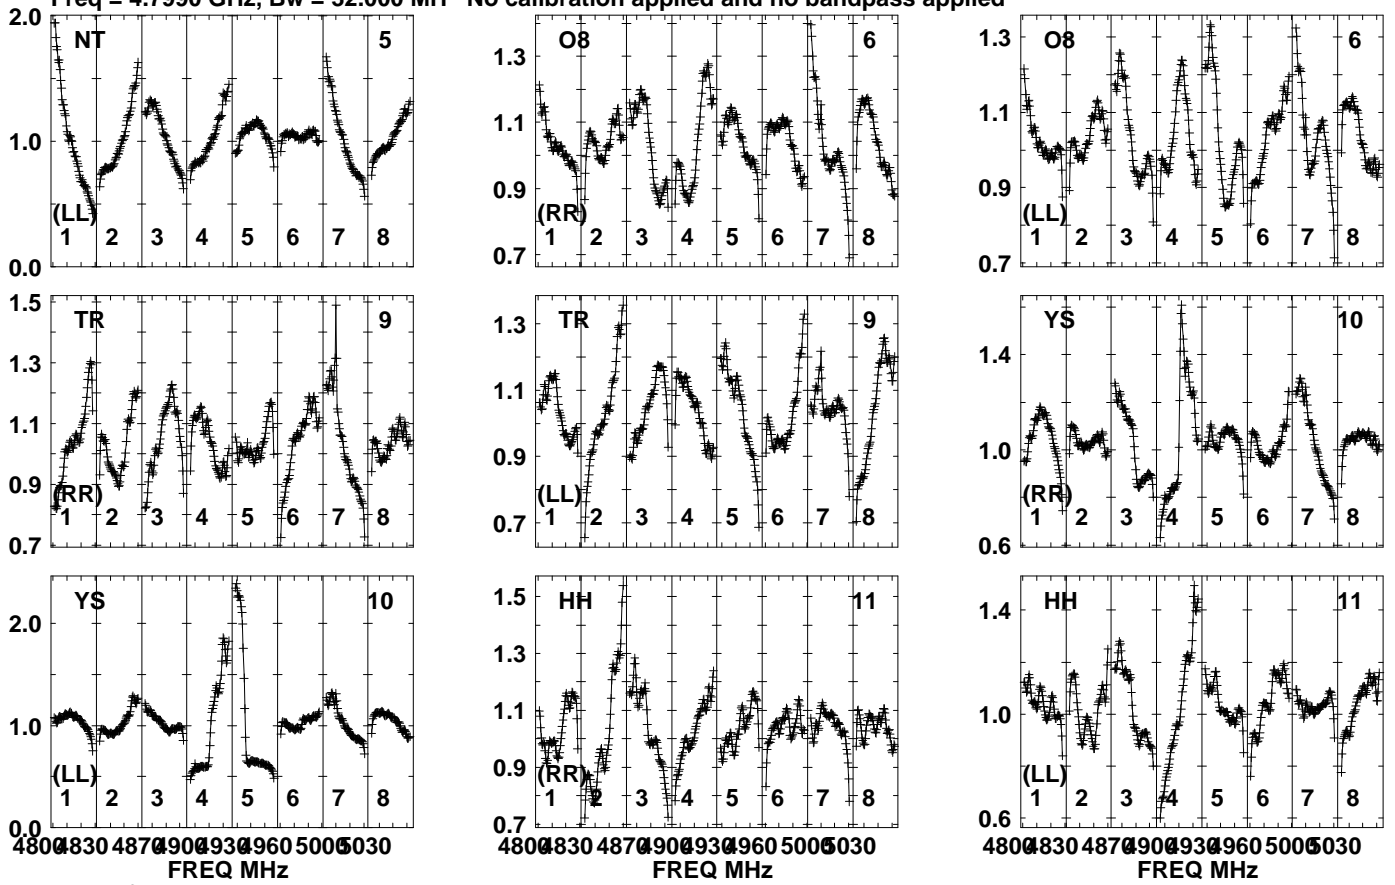 Freq = 4.7990 GHz, Bw = 32.000 MH No calibration applied and no bandpass applied
2.0 1.0 0.0 NT 5 (LL) 1 2 3 4 5 6 7 8
1.3 1.1 0.9 0.7 O8 6 (RR) 1 2 3 4 5 6 7 8
1.3 1.1 0.9 0.7 O8 6 (LL) 1 2 3 4 5 6 7 8
1.5 1.3 1.1 0.9 0.7 TR 9 (RR) 1 2 3 4 5 6 7 8
1.3 1.1 0.9 0.7 TR 9 (LL) 1 2 3 4 5 6 7 8
1.4 1.0 0.6 YS 10 (RR) 1 2 3 4 5 6 7 8
2.0 1.0 0.0 YS 10 (LL) 1 2 3 4 5 6 7 8
1.5 1.3 1.1 0.9 0.7 HH 11 (RR) 1 2 3 4 5 6 7 8
1.4 1.0 0.6 HH 11 (LL) 1 2 3 4 5 6 7 8
4800 4830 4870 4900 4930 4960 5000 5030
FREQ MHz
4800 4830 4870 4900 4930 4960 5000 5030
FREQ MHz
4800 4830 4870 4900 4930 4960 5000 5030
FREQ MHz